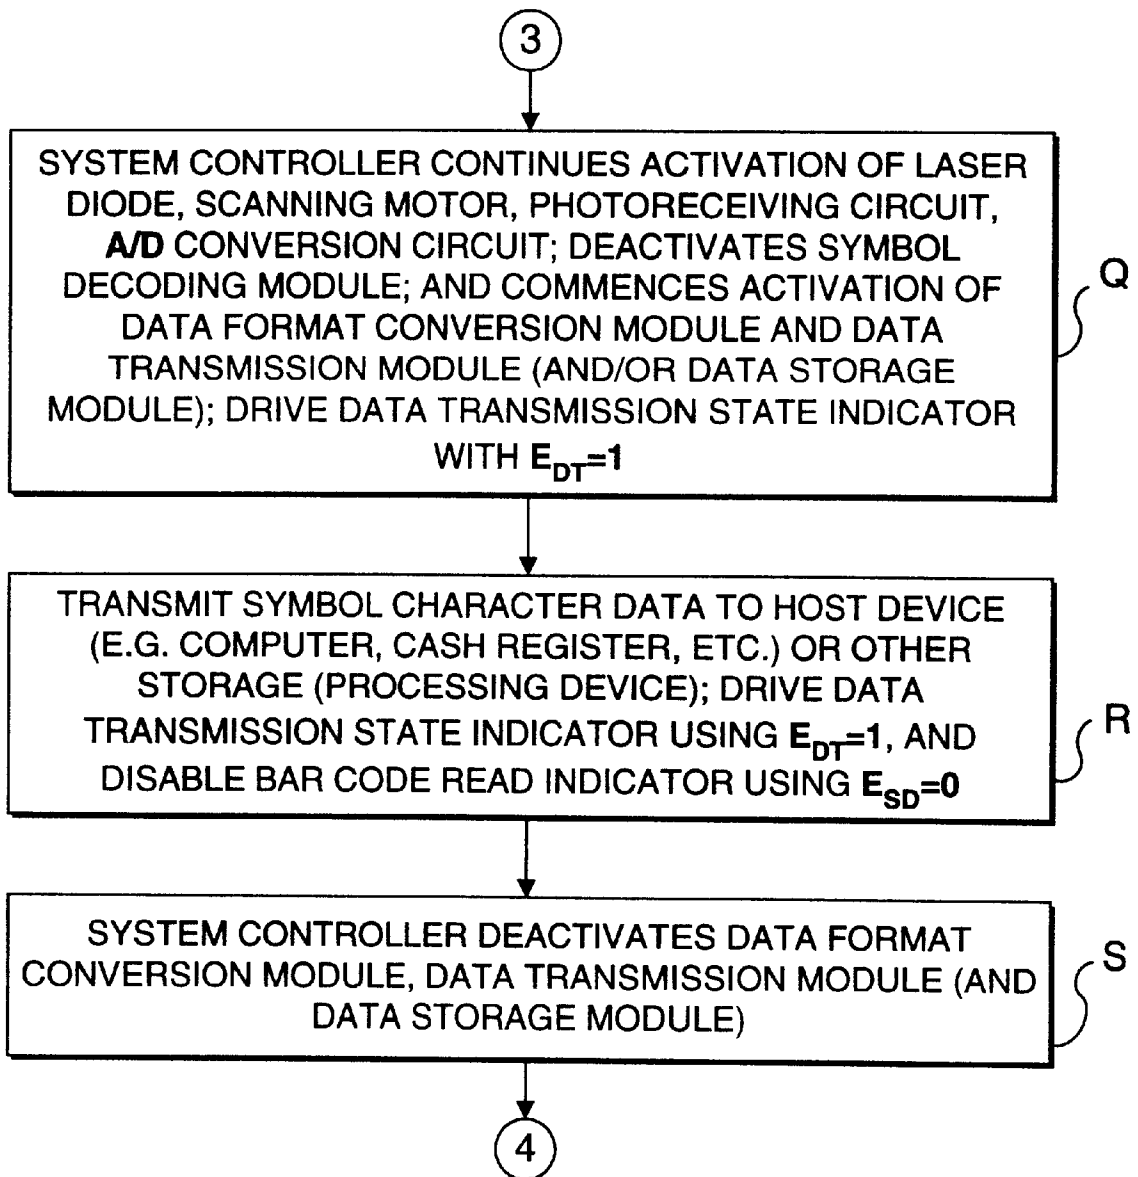 3
SYSTEM CONTROLLER CONTINUES ACTIVATION OF LASER
DIODE, SCANNING MOTOR, PHOTORECEIVING CIRCUIT,
A/D CONVERSION CIRCUIT; DEACTIVATES SYMBOL
DECODING MODULE; AND COMMENCES ACTIVATION OF
DATA FORMAT CONVERSION MODULE AND DATA
TRANSMISSION MODULE (AND/OR DATA STORAGE
MODULE); DRIVE DATA TRANSMISSION STATE INDICATOR
WITH E_DT=1
Q
TRANSMIT SYMBOL CHARACTER DATA TO HOST DEVICE
(E.G. COMPUTER, CASH REGISTER, ETC.) OR OTHER
STORAGE (PROCESSING DEVICE); DRIVE DATA
TRANSMISSION STATE INDICATOR USING E_DT=1, AND
DISABLE BAR CODE READ INDICATOR USING E_SD=0
R
SYSTEM CONTROLLER DEACTIVATES DATA FORMAT
CONVERSION MODULE, DATA TRANSMISSION MODULE (AND
DATA STORAGE MODULE)
S
4